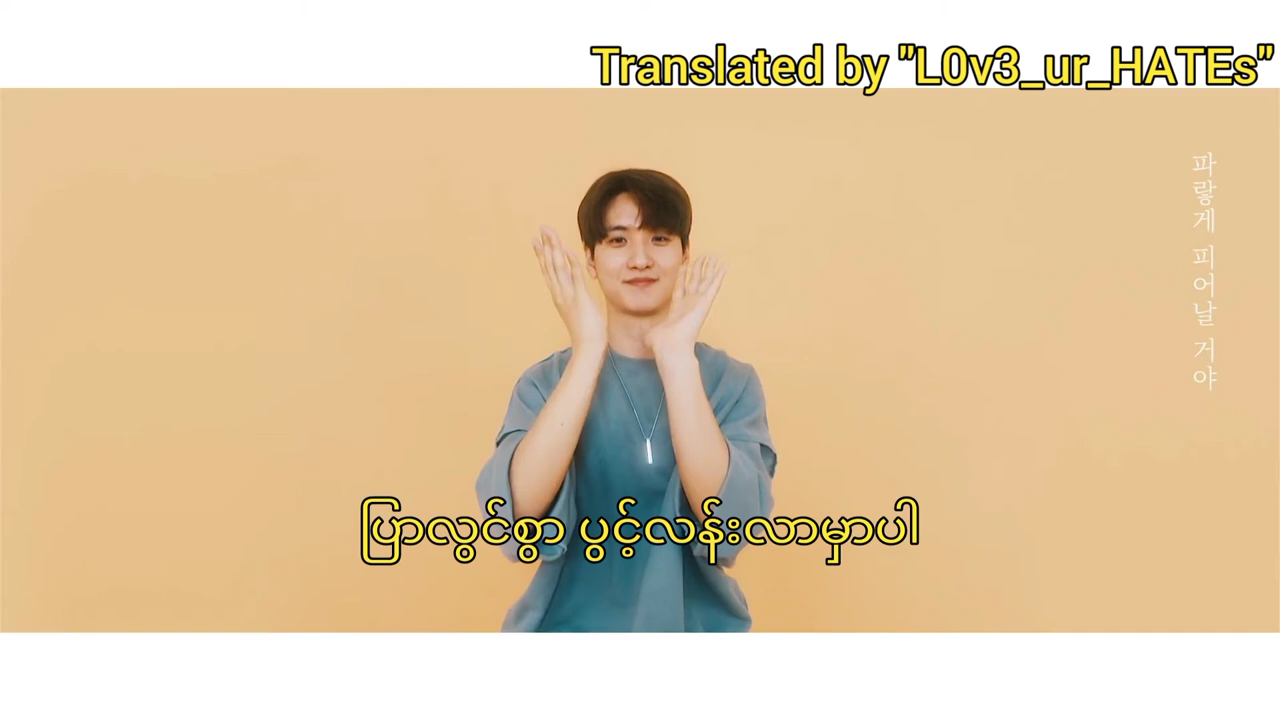 Translated by "L0v3_ur_HATEs"
파랗게 피어날 거야
ပြာလွင်စွာ ပွင့်လန်းလာမှာပါ